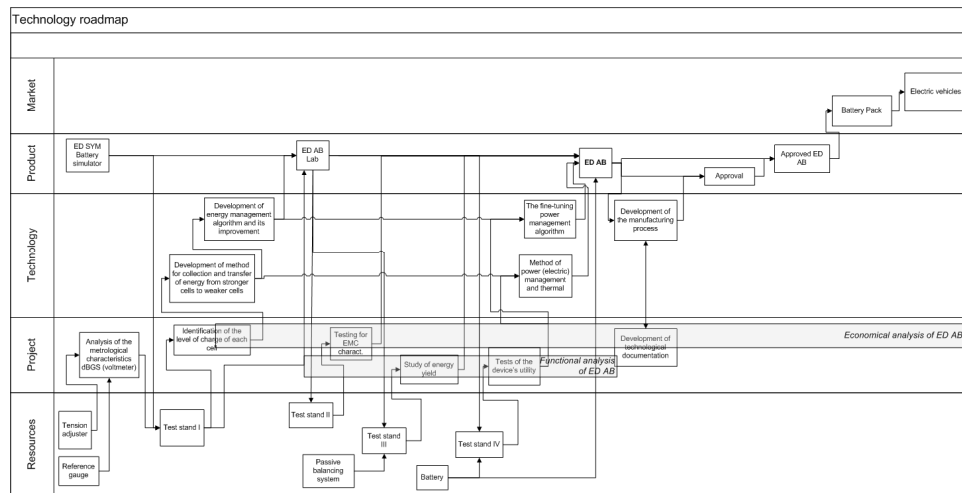 Technology roadmap
Market
Electric vehicles
Battery Pack
Product
ED SYM
Battery
simulator
ED AB
Lab
ED AB
Approval
Approved ED
AB
Technology
Development of
energy management
algorithm and its
improvement
The fine-tuning
power
management
algorithm
Development of
the manufacturing
process
Development of method
for collection and transfer
of energy from stronger
cells to weaker cells
Method of
power (electric)
management
and thermal
Project
Analysis of the
metrological
characteristics
dBGS (voltmeter)
Identification of the
level of charge of each
cell
Testing for
EMC
charact.
Study of energy
yield
Tests of the
device's utility
Functional analysis
of ED AB
Development of
technological
documentation
Economical analysis of ED AB
Resources
Tension
adjuster
Reference
gauge
Test stand I
Test stand II
Test stand
III
Passive
balancing
system
Test stand IV
Battery